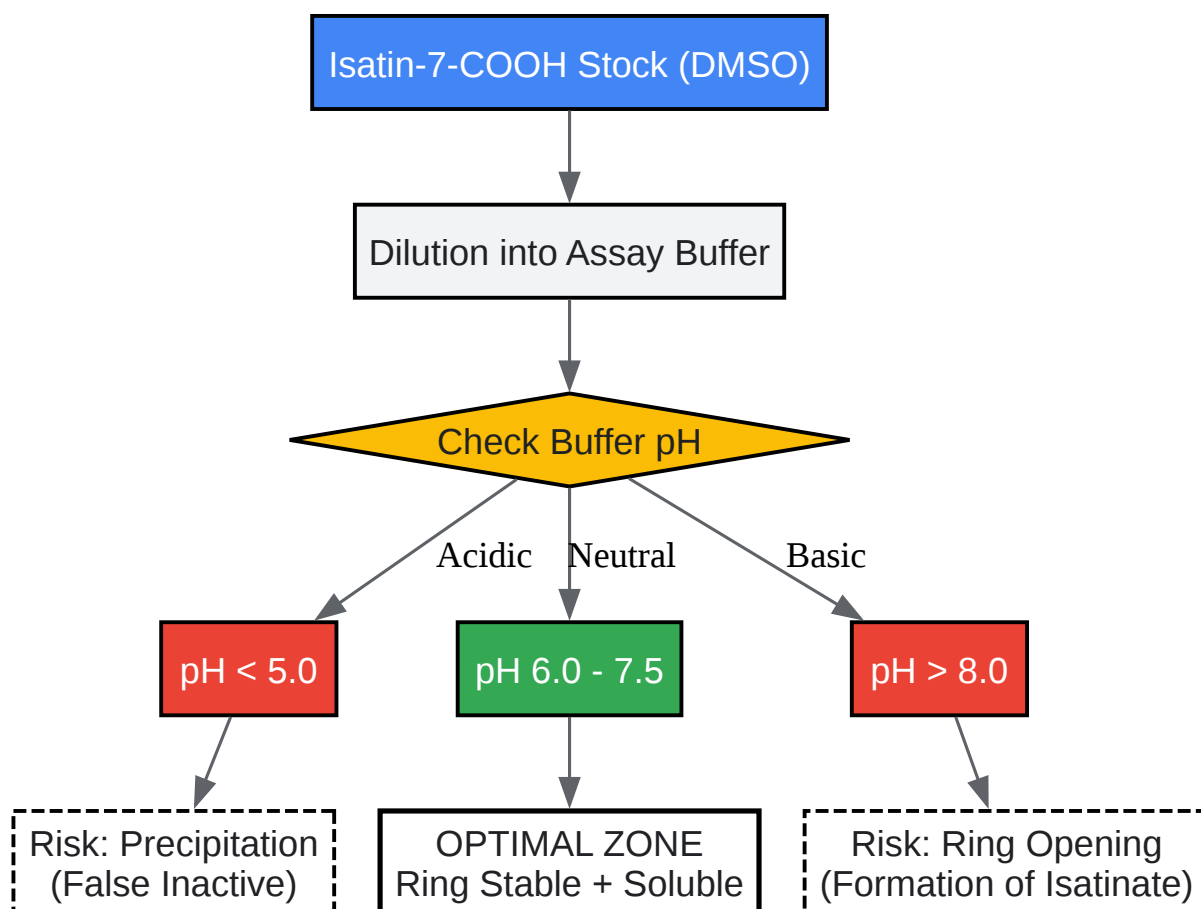 Isatin-7-COOH Stock (DMSO)
Dilution into Assay Buffer
Check Buffer pH
Acidic
Neutral
Basic
pH < 5.0
pH 6.0 - 7.5
pH > 8.0
Risk: Precipitation
(False Inactive)
OPTIMAL ZONE
Ring Stable + Soluble
Risk: Ring Opening
(Formation of Isatinate)